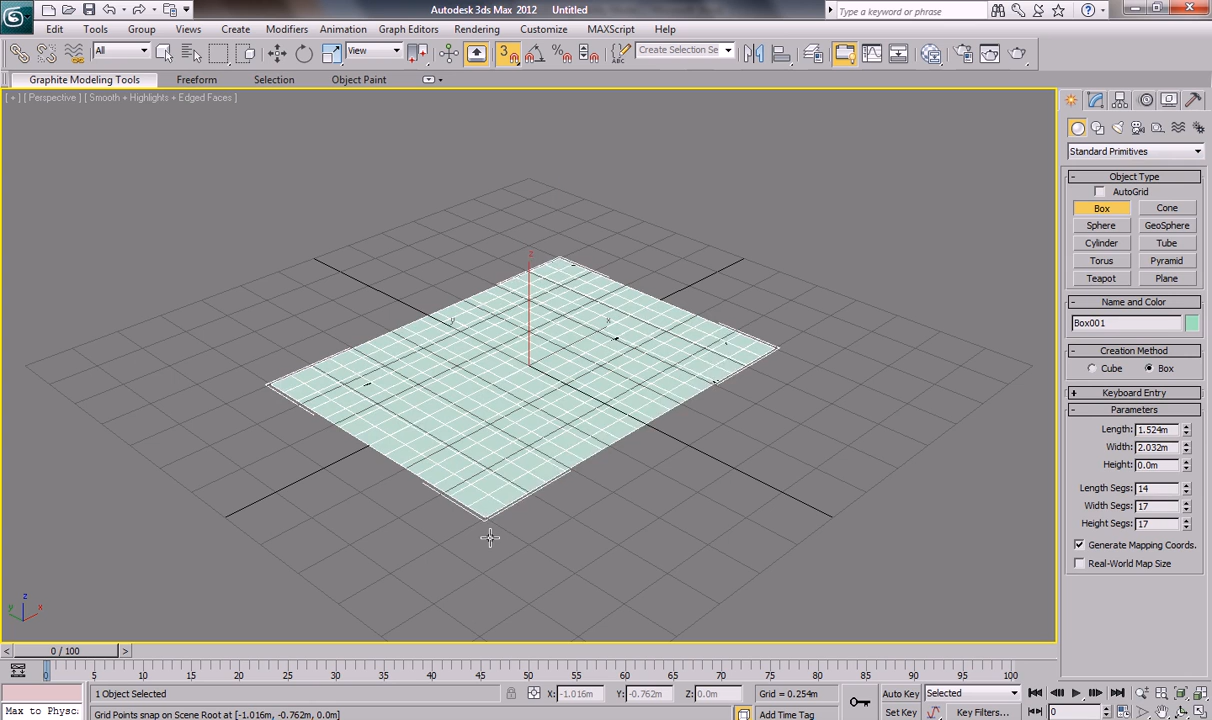 Autodesk 3ds Max 2012 Untitled
Type a keyword or phrase
Edit Tools Group Views Create Modifiers Animation Graph Editors Rendering Customize MAXScript Help
All View 3 Create Selection Se
Graphite Modeling Tools Freeform Selection Object Paint
[ + ] [ Perspective ] [ Smooth + Highlights + Edged Faces ]
Standard Primitives
- Object Type
AutoGrid
Box Cone
Sphere GeoSphere
Cylinder Tube
Torus Pyramid
Teapot Plane
- Name and Color
Box001
- Creation Method
Cube Box
+ Keyboard Entry
- Parameters
Length: 1.524m
Width: 2.032m
Height: 0.0m
Length Segs: 14
Width Segs: 17
Height Segs: 17
Generate Mapping Coords.
Real-World Map Size
z
y x
z
y x
< 0 / 100 >
0 5 10 15 20 25 30 35 40 45 50 55 60 65 70 75 80 85 90 95 100
1 Object Selected X: -1.016m Y: -0.762m Z: 0.0m Grid = 0.254m Auto Key Selected
Max to Physc Grid Points snap on Scene Root at [-1.016m, -0.762m, 0.0m] Add Time Tag Set Key Key Filters... 0